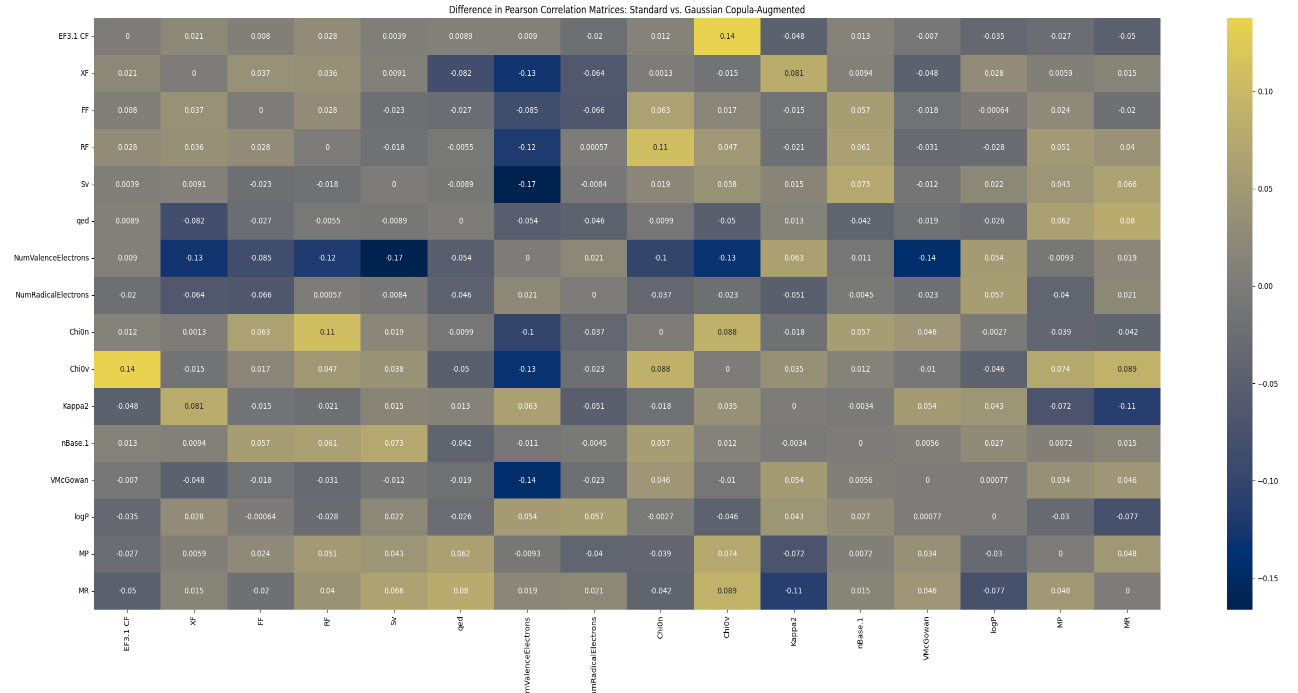 Difference in Pearson Correlation Matrices: Standard vs. Gaussian Copula-Augmented
EF3.1 CF 0 0.021 0.008 0.028 0.0039 0.0089 0.009 -0.02 0.012 0.14 -0.048 0.013 -0.007 -0.035 -0.027 -0.05
XF 0.021 0 0.037 0.036 0.0091 -0.082 -0.13 -0.064 0.0013 -0.015 0.081 0.0094 -0.048 0.028 0.0059 0.015
FF 0.008 0.037 0 0.028 -0.023 -0.027 -0.085 -0.066 0.063 0.017 -0.015 0.057 -0.018 -0.00064 0.024 -0.02
RF 0.028 0.036 0.028 0 -0.018 -0.0055 -0.12 0.00057 0.11 0.047 -0.021 0.061 -0.031 -0.028 0.051 0.04
Sv 0.0039 0.0091 -0.023 -0.018 0 -0.0089 -0.17 -0.0084 0.019 0.038 0.015 0.073 -0.012 0.022 0.043 0.066
qed 0.0089 -0.082 -0.027 -0.0055 -0.0089 0 -0.054 -0.046 -0.0099 -0.05 0.013 -0.042 -0.019 -0.026 0.062 0.08
NumValenceElectrons 0.009 -0.13 -0.085 -0.12 -0.17 -0.054 0 0.021 -0.1 -0.13 0.063 -0.011 -0.14 0.054 -0.0093 0.019
NumRadicalElectrons -0.02 -0.064 -0.066 0.00057 -0.0084 -0.046 0.021 0 -0.037 -0.023 -0.051 -0.0045 -0.023 0.057 -0.04 0.021
Chi0n 0.012 0.0013 0.063 0.11 0.019 -0.0099 -0.1 -0.037 0 0.088 -0.018 0.057 0.046 -0.0027 -0.039 -0.042
Chi0v 0.14 -0.015 0.017 0.047 0.038 -0.05 -0.13 -0.023 0.088 0 0.035 0.012 -0.01 -0.046 0.074 0.089
Kappa2 -0.048 0.081 -0.015 -0.021 0.015 0.013 0.063 -0.051 -0.018 0.035 0 -0.0034 0.054 0.043 -0.072 -0.11
nBase.1 0.013 0.0094 0.057 0.061 0.073 -0.042 -0.011 -0.0045 0.057 0.012 -0.0034 0 0.0056 0.027 0.0072 0.015
VMcGowan -0.007 -0.048 -0.018 -0.031 -0.012 -0.019 -0.14 -0.023 0.046 -0.01 0.054 0.0056 0 0.00077 0.034 0.046
logP -0.035 0.028 -0.00064 -0.028 0.022 -0.026 0.054 0.057 -0.0027 -0.046 0.043 0.027 0.00077 0 -0.03 -0.077
MP -0.027 0.0059 0.024 0.051 0.043 0.062 -0.0093 -0.04 -0.039 0.074 -0.072 0.0072 0.034 -0.03 0 0.048
MR -0.05 0.015 -0.02 0.04 0.066 0.08 0.019 0.021 -0.042 0.089 -0.11 0.015 0.046 -0.077 0.048 0
EF3.1 CF
XF
FF
RF
Sv
qed
mValenceElectrons
mRadicalElectrons
Chi0n
Chi0v
Kappa2
nBase.1
VMcGowan
logP
MP
MR
0.10
0.05
0.00
−0.05
−0.10
−0.15